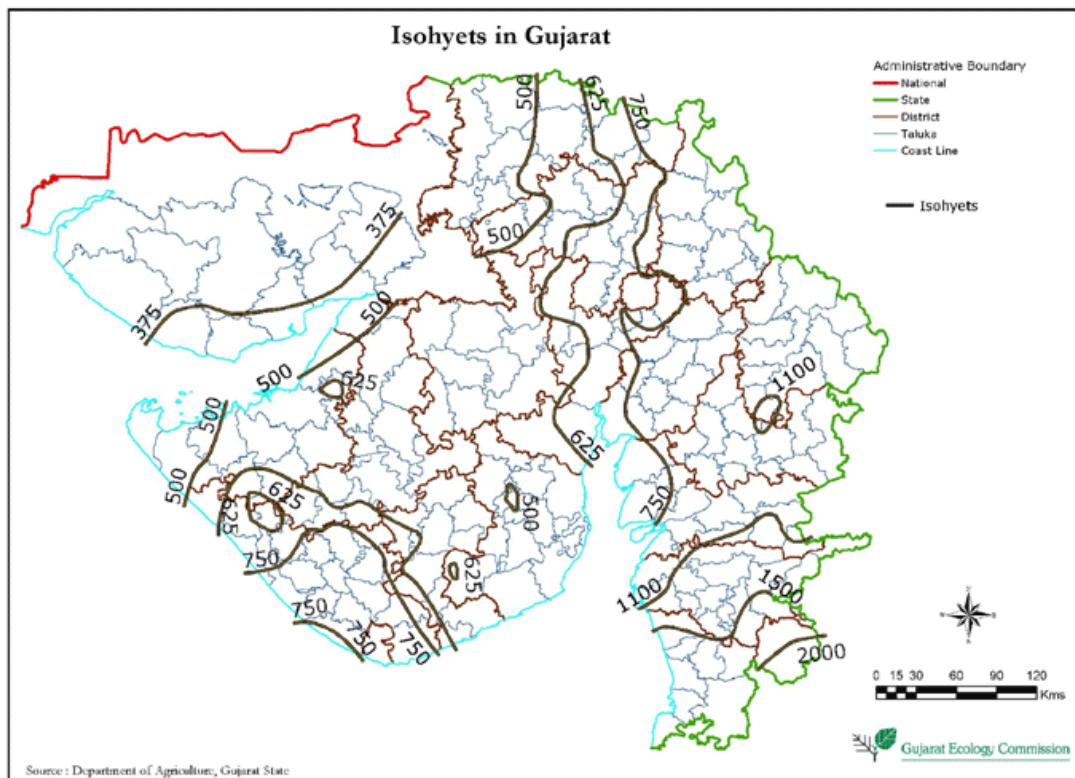 Isohyets in Gujarat
Administrative Boundary
National
State
District
Taluka
Coast Line
Isohyets
500
625
750
375
500
375
500
500
625
1100
500
500
625
625
625
500
750
750
625
1100
1500
750
750
750
2000
N
W
E
S
0 15 30 60 90 120
Kms
Gujarat Ecology Commission
Source : Department of Agriculture, Gujarat State